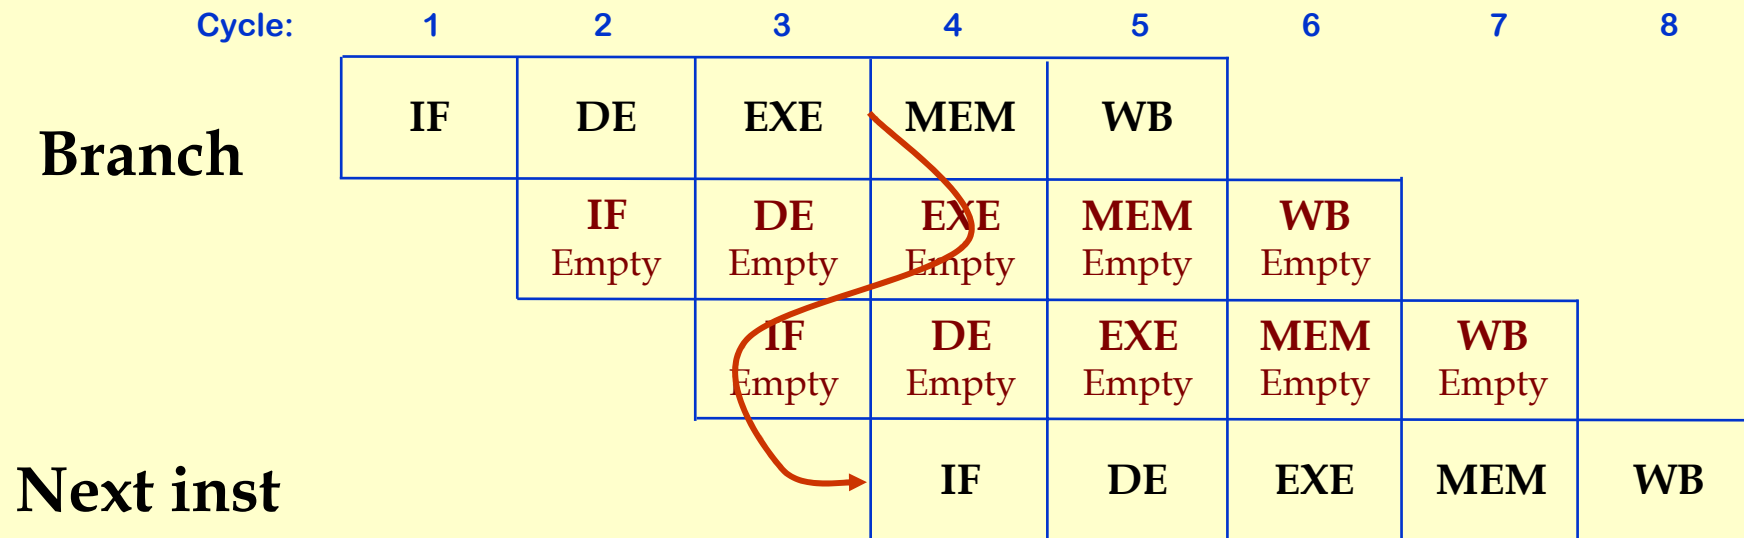 Cycle: 1 2 3 4 5 6 7 8
Branch IF DE EXE MEM WB
IF DE EXE MEM WB
Empty Empty Empty Empty Empty
IF DE EXE MEM WB
Empty Empty Empty Empty Empty
Next inst IF DE EXE MEM WB